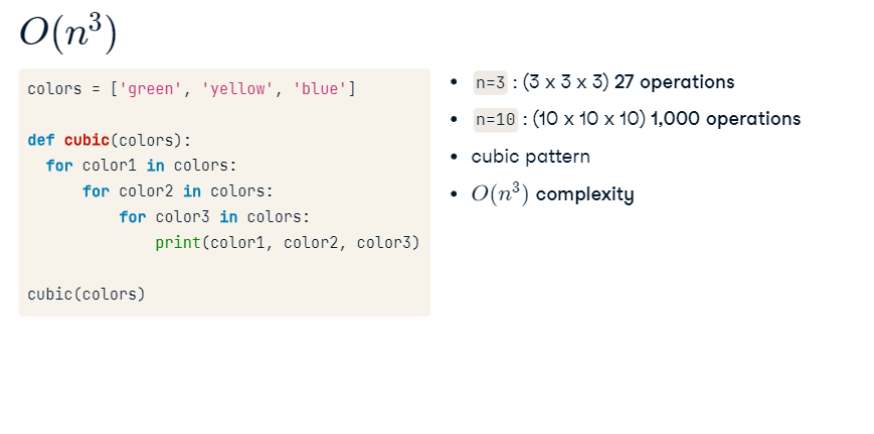 O(n³)
colors = ['green', 'yellow', 'blue']
def cubic(colors):
  for color1 in colors:
      for color2 in colors:
          for color3 in colors:
              print(color1, color2, color3)
cubic(colors)
• n=3 : (3 x 3 x 3) 27 operations
• n=10 : (10 x 10 x 10) 1,000 operations
• cubic pattern
• O(n³) complexity